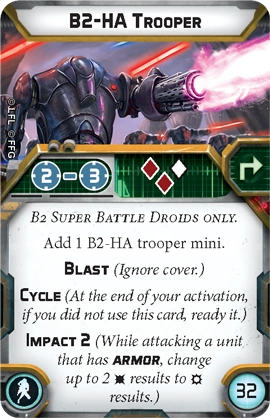 B2-HA TROOPER
© LFL © FFG
2-3
B2 SUPER BATTLE DROIDS ONLY.
Add 1 B2-HA trooper mini.
BLAST (Ignore cover.)
CYCLE (At the end of your activation,
if you did not use this card, ready it.)
IMPACT 2 (While attacking a unit
that has ARMOR, change
up to 2 results to
results.)
32